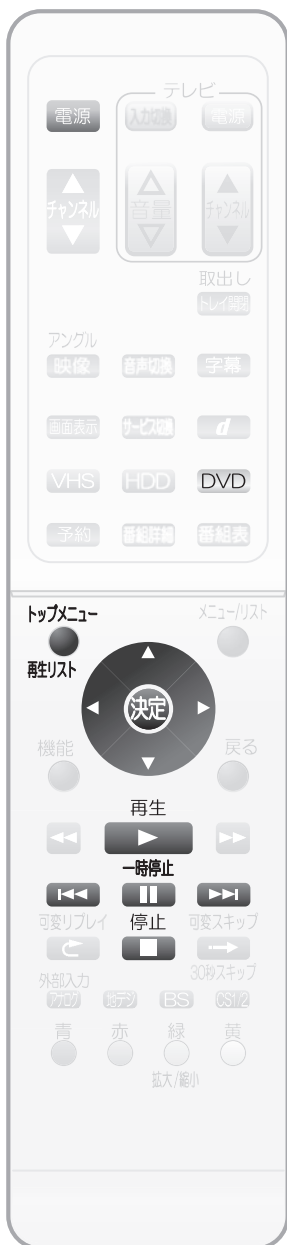 テレビ
電源 入力切換 電源
チャンネル 音量 チャンネル
取出し
トレイ開閉
アングル
映像 音声切換 字幕
画面表示 サービス切換 d
VHS HDD DVD
予約 番組詳細 番組表
トップメニュー メニュー/リスト
再生リスト
決定
機能 戻る
再生
一時停止
可変リプレイ 停止 可変スキップ
30秒スキップ
外部入力
アナログ 地デジ BS CS1/2
青 赤 緑 黄
拡大/縮小